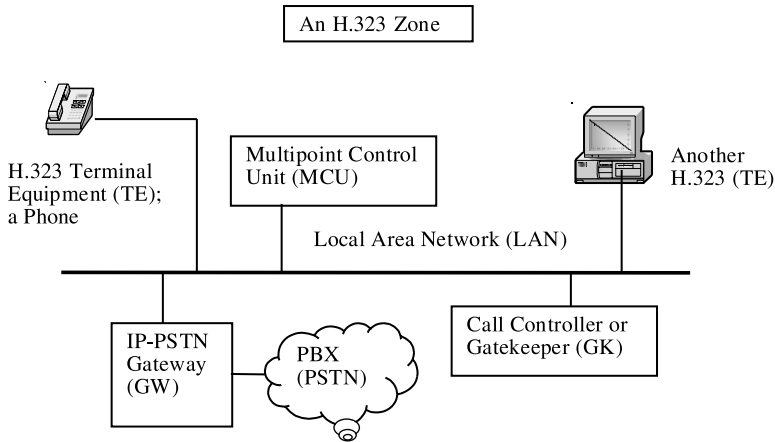 An H.323 Zone
H.323 Terminal
Equipment (TE);
a Phone
Multipoint Control
Unit (MCU)
Another
H.323 (TE)
Local Area Network (LAN)
IP-PSTN
Gateway
(GW)
PBX
(PSTN)
Call Controller or
Gatekeeper (GK)